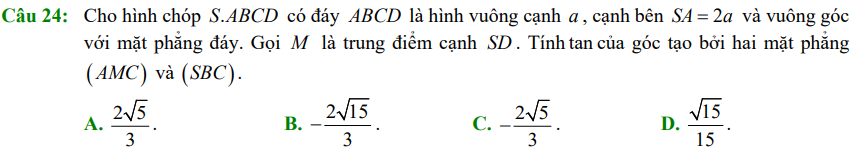 Câu 24: Cho hình chóp S.ABCD có đáy ABCD là hình vuông cạnh a , cạnh bên SA = 2a và vuông góc
với mặt phẳng đáy. Gọi M là trung điểm cạnh SD . Tính tan của góc tạo bởi hai mặt phẳng
(AMC) và (SBC).
A. 2√5/3 . B. −2√15/3 . C. −2√5/3 . D. √15/15 .